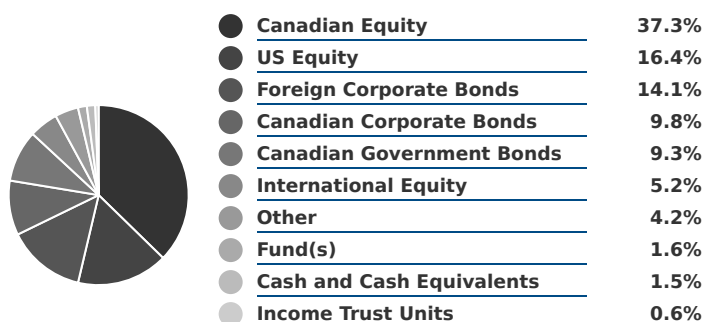 Canadian Equity 37.3%
US Equity 16.4%
Foreign Corporate Bonds 14.1%
Canadian Corporate Bonds 9.8%
Canadian Government Bonds 9.3%
International Equity 5.2%
Other 4.2%
Fund(s) 1.6%
Cash and Cash Equivalents 1.5%
Income Trust Units 0.6%